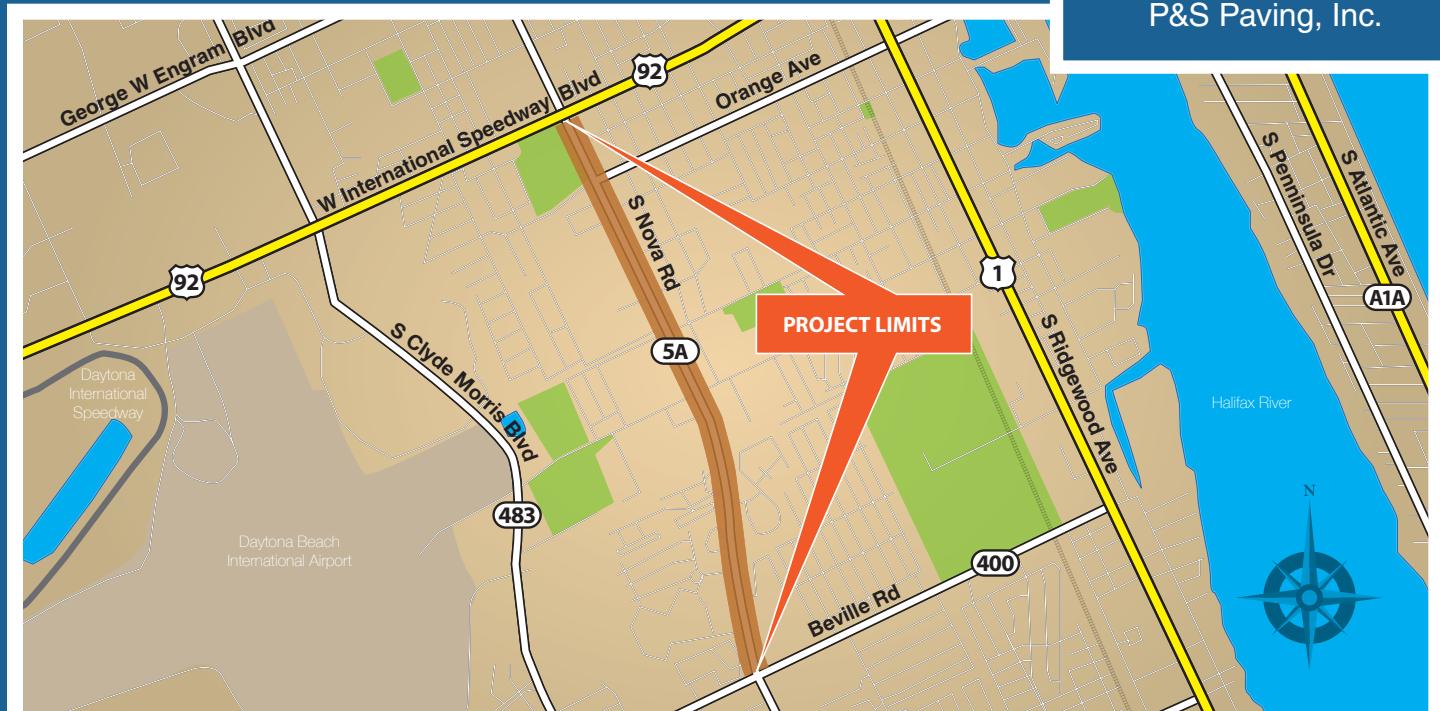 P&S Paving, Inc.
George W Engram Blvd
92
Orange Ave
W International Speedway Blvd
S Penninsula Dr
S Atlantic Ave
S Nova Rd
92
1
A1A
PROJECT LIMITS
5A
S Clyde Morris Blvd
S Ridgewood Ave
Daytona
International
Speedway
Halifax River
483
N
Daytona Beach
International Airport
400
Beville Rd